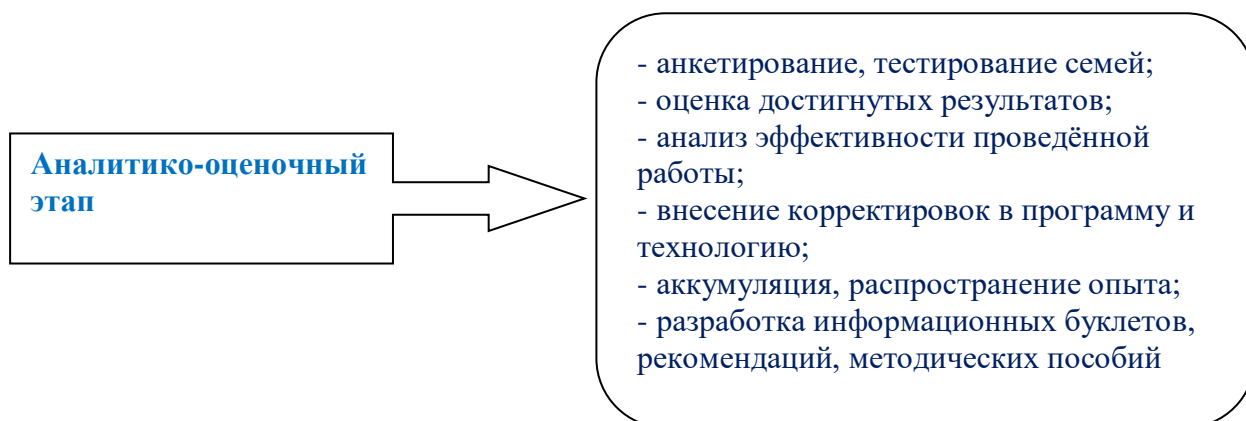 Аналитико-оценочный
этап
- анкетирование, тестирование семей;
- оценка достигнутых результатов;
- анализ эффективности проведённой
работы;
- внесение корректировок в программу и
технологию;
- аккумуляция, распространение опыта;
- разработка информационных буклетов,
рекомендаций, методических пособий